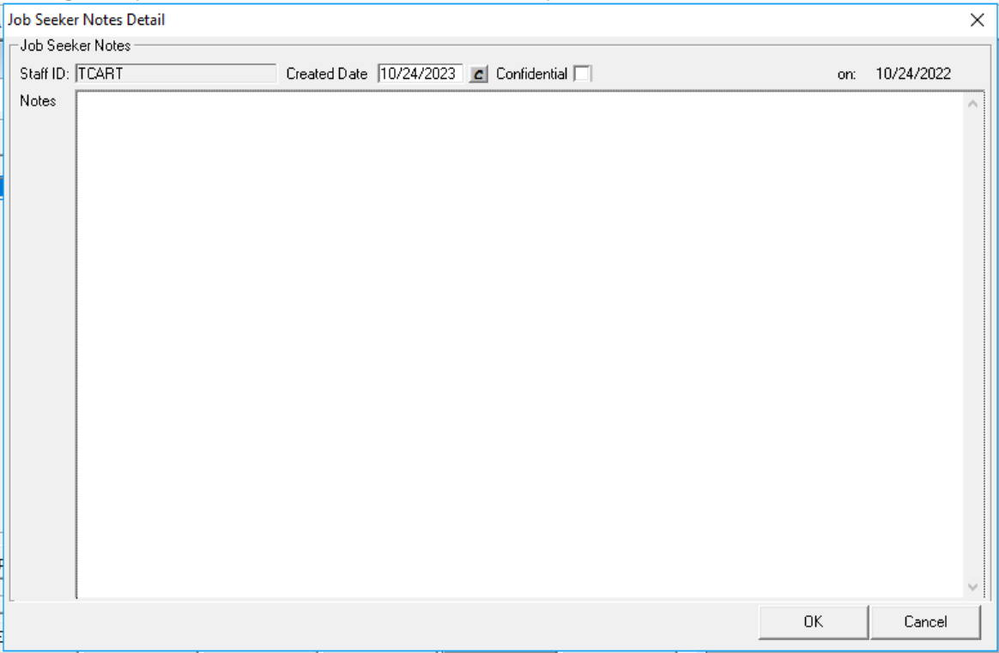 Job Seeker Notes Detail
Job Seeker Notes
Staff ID: TCART Created Date 10/24/2023 C Confidential on: 10/24/2022
Notes
OK Cancel